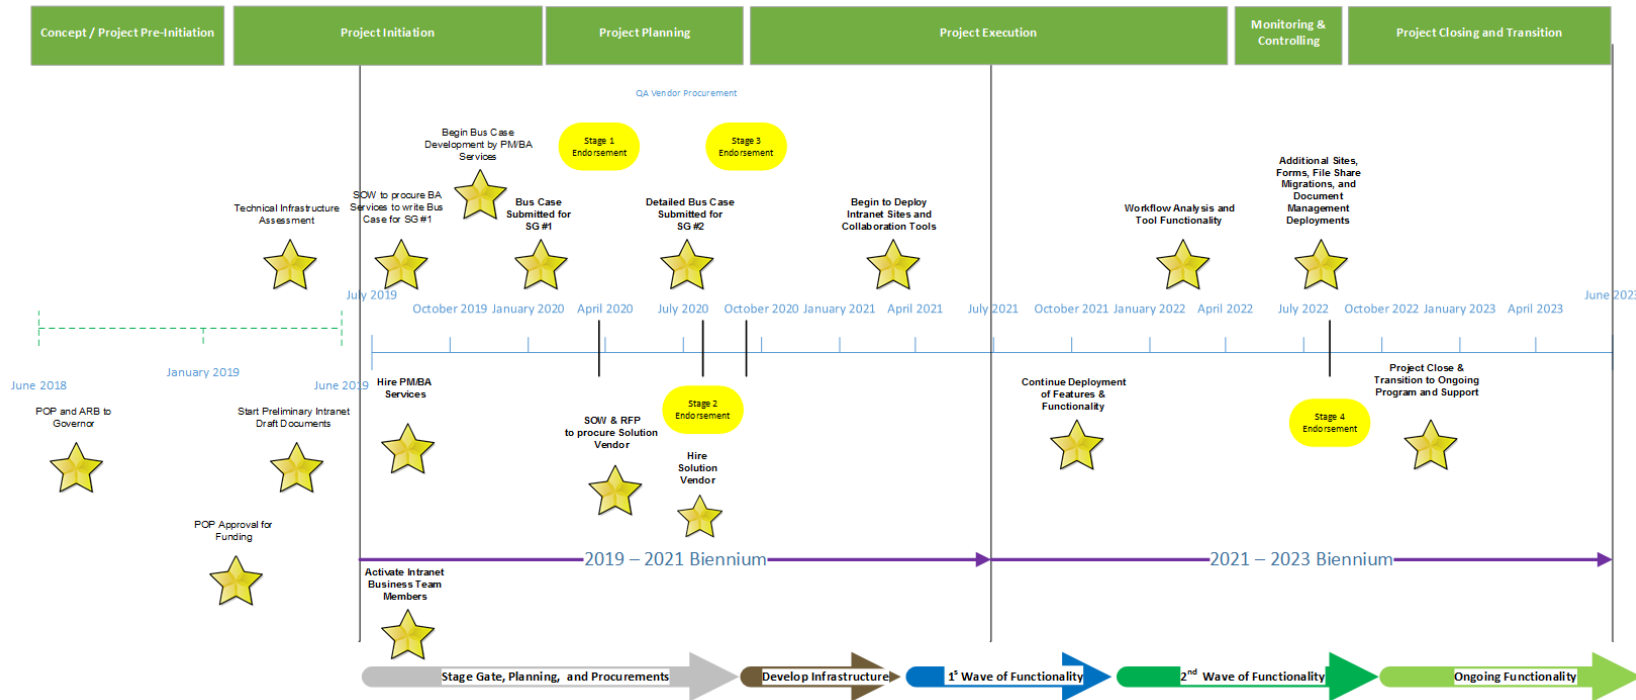 Concept / Project Pre-Initiation
Project Initiation
Project Planning
Project Execution
Monitoring &
Controlling
Project Closing and Transition
QA Vendor Procurement
Begin Bus Case
Development by PM/BA
Services
Stage 1
Endorsement
Stage 3
Endorsement
Technical Infrastructure
Assessment
SOW to procure BA
Services to write Bus
Case for SG #1
Bus Case
Submitted for
SG #1
Detailed Bus Case
Submitted for
SG #2
Begin to Deploy
Intranet Sites and
Collaboration Tools
Workflow Analysis and
Tool Functionality
Additional Sites,
Forms, File Share
Migrations, and
Document
Management
Deployments
July 2019
October 2019
January 2020
April 2020
July 2020
October 2020
January 2021
April 2021
July 2021
October 2021
January 2022
April 2022
July 2022
October 2022
January 2023
April 2023
June 2023
June 2018
January 2019
June 2019
POP and ARB to
Governor
Start Preliminary Intranet
Draft Documents
POP Approval for
Funding
Hire PM/BA
Services
SOW & RFP
to procure Solution
Vendor
Stage 2
Endorsement
Hire
Solution
Vendor
Continue Deployment
of Features &
Functionality
Stage 4
Endorsement
Project Close &
Transition to Ongoing
Program and Support
2019 – 2021 Biennium
2021 – 2023 Biennium
Activate Intranet
Business Team
Members
Stage Gate, Planning, and Procurements
Develop Infrastructure
1s Wave of Functionality
2nd Wave of Functionality
Ongoing Functionality